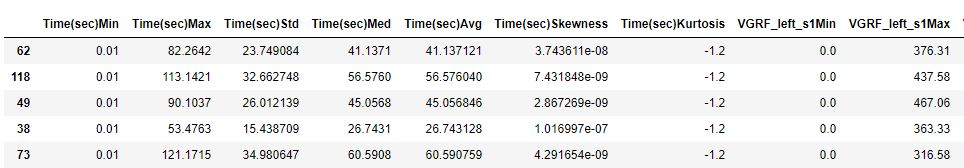 Time(sec)Min Time(sec)Max Time(sec)Std Time(sec)Med Time(sec)Avg Time(sec)Skewness Time(sec)Kurtosis VGRF_left_s1Min VGRF_left_s1Max
62 0.01 82.2642 23.749084 41.1371 41.137121 3.743611e-08 -1.2 0.0 376.31
118 0.01 113.1421 32.662748 56.5760 56.576040 7.431848e-09 -1.2 0.0 437.58
49 0.01 90.1037 26.012139 45.0568 45.056846 2.867269e-09 -1.2 0.0 467.06
38 0.01 53.4763 15.438709 26.7431 26.743128 1.016997e-07 -1.2 0.0 363.33
73 0.01 121.1715 34.980647 60.5908 60.590759 4.291654e-09 -1.2 0.0 316.58